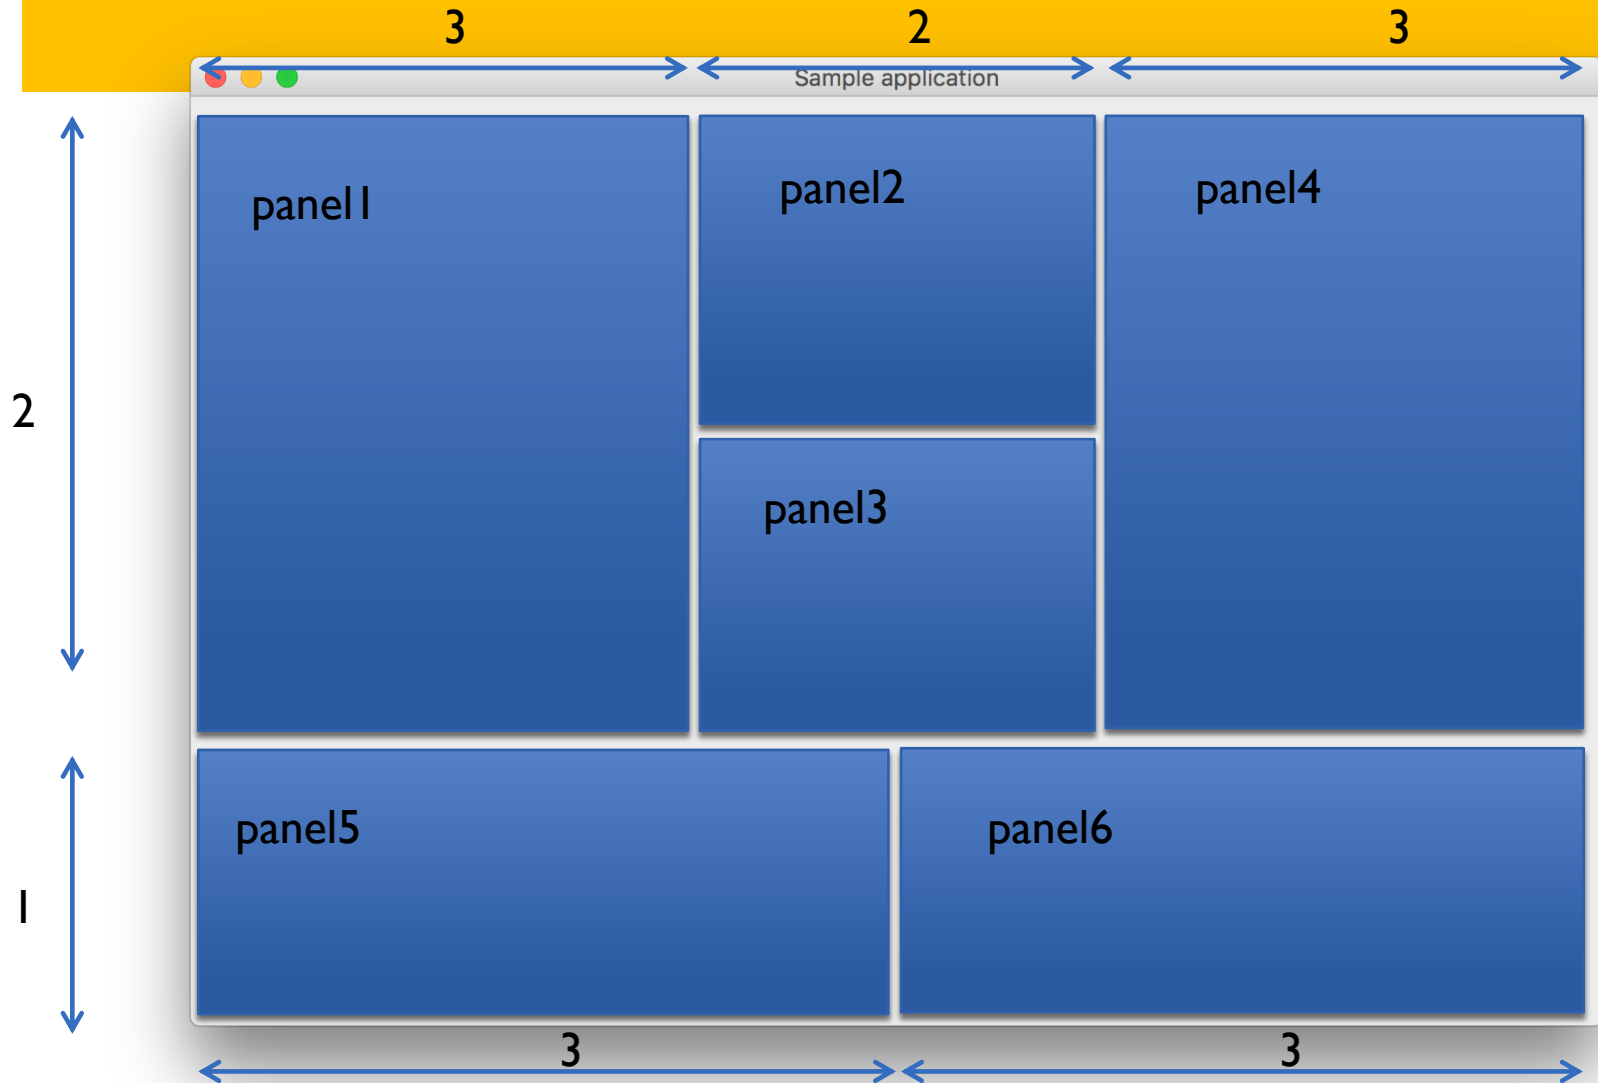 3 2 3
Sample application
panel1 panel2 panel4
2
panel3
panel5 panel6
1
3 3